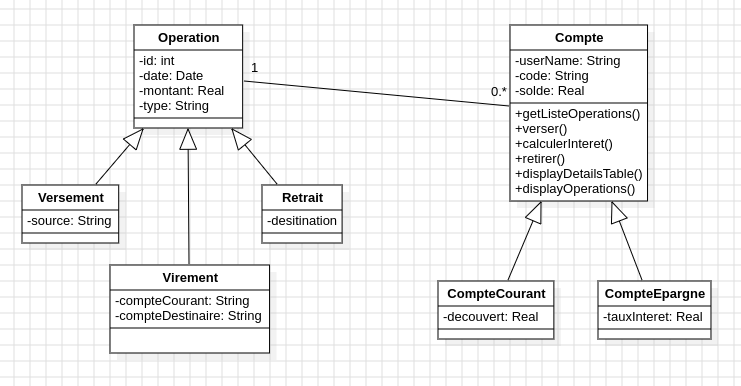 Operation
-id: int
-date: Date
-montant: Real
-type: String
1
0.*
Compte
-userName: String
-code: String
-solde: Real
+getListeOperations()
+verser()
+calculerInteret()
+retirer()
+displayDetailsTable()
+displayOperations()
Versement
-source: String
Retrait
-desitination
Virement
-compteCourant: String
-compteDestinaire: String
CompteCourant
-decouvert: Real
CompteEpargne
-tauxInteret: Real